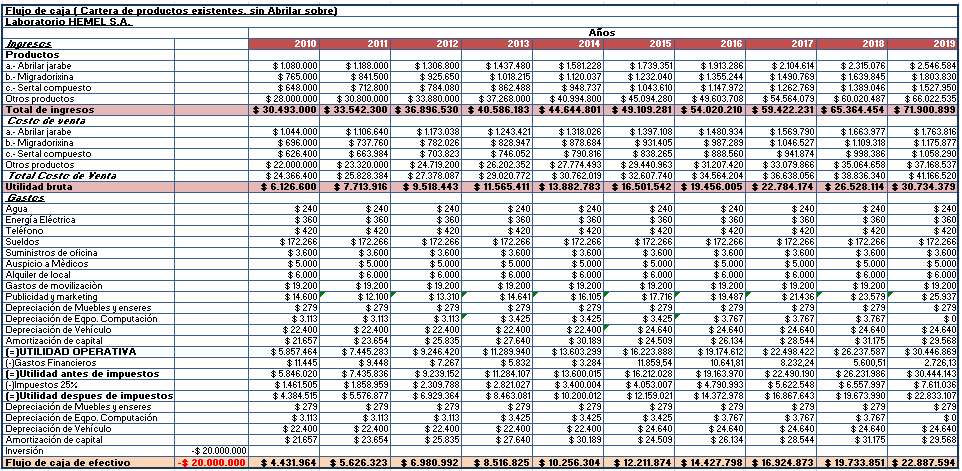 Flujo de caja ( Cartera de productos existentes, sin Abrilar sobre)
Laboratorio HEMEL S.A.
Años
Ingresos 2010 2011 2012 2013 2014 2015 2016 2017 2018 2019
Productos
a.- Abrilar jarabe $ 1.080.000 $ 1.188.000 $ 1.306.800 $ 1.437.480 $ 1.581.228 $ 1.739.351 $ 1.913.286 $ 2.104.614 $ 2.315.076 $ 2.546.584
b.- Migradorixina $ 765.000 $ 841.500 $ 925.650 $ 1.018.215 $ 1.120.037 $ 1.232.040 $ 1.355.244 $ 1.490.769 $ 1.639.845 $ 1.803.830
c.- Sertal compuesto $ 648.000 $ 712.800 $ 784.080 $ 862.488 $ 948.737 $ 1.043.610 $ 1.147.972 $ 1.262.769 $ 1.389.046 $ 1.527.950
Otros productos $ 28.000.000 $ 30.800.000 $ 33.880.000 $ 37.268.000 $ 40.994.800 $ 45.094.280 $ 49.603.708 $ 54.564.079 $ 60.020.487 $ 66.022.535
Total de ingresos $ 30.493.000 $ 33.542.300 $ 36.896.530 $ 40.586.183 $ 44.644.801 $ 49.109.281 $ 54.020.210 $ 59.422.231 $ 65.364.454 $ 71.900.899
Costo de venta
a.- Abrilar jarabe $ 1.044.000 $ 1.106.640 $ 1.173.038 $ 1.243.421 $ 1.318.026 $ 1.397.108 $ 1.480.934 $ 1.569.790 $ 1.663.977 $ 1.763.816
b.- Migradorixina $ 696.000 $ 737.760 $ 782.026 $ 828.947 $ 878.684 $ 931.405 $ 987.289 $ 1.046.527 $ 1.109.318 $ 1.175.877
c.- Sertal compuesto $ 626.400 $ 663.984 $ 703.823 $ 746.052 $ 790.816 $ 838.265 $ 888.560 $ 941.874 $ 998.386 $ 1.058.290
Otros productos $ 22.000.000 $ 23.320.000 $ 24.719.200 $ 26.202.352 $ 27.774.493 $ 29.440.963 $ 31.207.420 $ 33.079.866 $ 35.064.658 $ 37.168.537
Total Costo de Venta $ 24.366.400 $ 25.828.384 $ 27.378.087 $ 29.020.772 $ 30.762.019 $ 32.607.740 $ 34.564.204 $ 36.638.056 $ 38.836.340 $ 41.166.520
Utilidad bruta $ 6.126.600 $ 7.713.916 $ 9.518.443 $ 11.565.411 $ 13.882.783 $ 16.501.542 $ 19.456.005 $ 22.784.174 $ 26.528.114 $ 30.734.379
Gastos
Agua $ 240 $ 240 $ 240 $ 240 $ 240 $ 240 $ 240 $ 240 $ 240 $ 240
Energía Eléctrica $ 360 $ 360 $ 360 $ 360 $ 360 $ 360 $ 360 $ 360 $ 360 $ 360
Teléfono $ 420 $ 420 $ 420 $ 420 $ 420 $ 420 $ 420 $ 420 $ 420 $ 420
Sueldos $ 172.266 $ 172.266 $ 172.266 $ 172.266 $ 172.266 $ 172.266 $ 172.266 $ 172.266 $ 172.266 $ 172.266
Suministros de oficina $ 3.600 $ 3.600 $ 3.600 $ 3.600 $ 3.600 $ 3.600 $ 3.600 $ 3.600 $ 3.600 $ 3.600
Auspicio a Médicos $ 5.000 $ 5.000 $ 5.000 $ 5.000 $ 5.000 $ 5.000 $ 5.000 $ 5.000 $ 5.000 $ 5.000
Alquiler de local $ 6.000 $ 6.000 $ 6.000 $ 6.000 $ 6.000 $ 6.000 $ 6.000 $ 6.000 $ 6.000 $ 6.000
Gastos de movilización $ 19.200 $ 19.200 $ 19.200 $ 19.200 $ 19.200 $ 19.200 $ 19.200 $ 19.200 $ 19.200 $ 19.200
Publicidad y marketing $ 14.600 $ 12.100 $ 13.310 $ 14.641 $ 16.105 $ 17.716 $ 19.487 $ 21.436 $ 23.579 $ 25.937
Depreciación de Muebles y enseres $ 279 $ 279 $ 279 $ 279 $ 279 $ 279 $ 279 $ 279 $ 279 $ 279
Depreciación de Eqpo. Computación $ 3.113 $ 3.113 $ 3.113 $ 3.425 $ 3.425 $ 3.425 $ 3.767 $ 3.767 $ 3.767 $ 0
Depreciación de Vehículo $ 22.400 $ 22.400 $ 22.400 $ 22.400 $ 22.400 $ 24.640 $ 24.640 $ 24.640 $ 24.640 $ 24.640
Amortización de capital $ 21.657 $ 23.654 $ 25.835 $ 27.640 $ 30.189 $ 24.509 $ 26.134 $ 28.544 $ 31.175 $ 29.568
(=)UTILIDAD OPERATIVA $ 5.857.464 $ 7.445.283 $ 9.246.420 $ 11.289.940 $ 13.603.299 $ 16.223.888 $ 19.174.612 $ 22.498.422 $ 26.237.587 $ 30.446.869
(-)Gastos Financieros $ 11.445 $ 9.448 $ 7.267 $ 5.832 $ 3.284 11.859,54 10.641,81 8.232,24 5.600,51 2.726,13
(=)Utilidad antes de impuestos $ 5.846.020 $ 7.435.836 $ 9.239.152 $ 11.284.107 $ 13.600.015 $ 16.212.028 $ 19.163.970 $ 22.490.190 $ 26.231.986 $ 30.444.143
(-)Impuestos 25% $ 1.461.505 $ 1.858.959 $ 2.309.788 $ 2.821.027 $ 3.400.004 $ 4.053.007 $ 4.790.993 $ 5.622.548 $ 6.557.997 $ 7.611.036
(=)Utilidad despues de impuestos $ 4.384.515 $ 5.576.877 $ 6.929.364 $ 8.463.081 $ 10.200.012 $ 12.159.021 $ 14.372.978 $ 16.867.643 $ 19.673.990 $ 22.833.107
Depreciación de Muebles y enseres $ 279 $ 279 $ 279 $ 279 $ 279 $ 279 $ 279 $ 279 $ 279 $ 279
Depreciación de Eqpo. Computación $ 3.113 $ 3.113 $ 3.113 $ 3.425 $ 3.425 $ 3.425 $ 3.767 $ 3.767 $ 3.767 $ 0
Depreciación de Vehículo $ 22.400 $ 22.400 $ 22.400 $ 22.400 $ 22.400 $ 24.640 $ 24.640 $ 24.640 $ 24.640 $ 24.640
Amortización de capital $ 21.657 $ 23.654 $ 25.835 $ 27.640 $ 30.189 $ 24.509 $ 26.134 $ 28.544 $ 31.175 $ 29.568
Inversión -$ 20.000.000
Flujo de caja de efectivo -$ 20.000.000 $ 4.431.964 $ 5.626.323 $ 6.980.992 $ 8.516.825 $ 10.256.304 $ 12.211.874 $ 14.427.798 $ 16.924.873 $ 19.733.851 $ 22.887.594